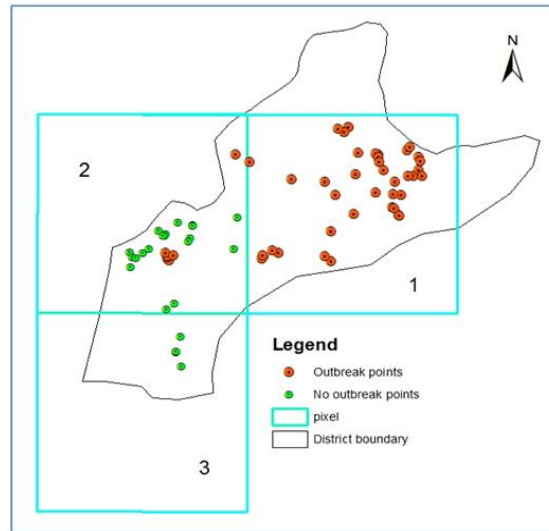 N
2
1
Legend
Outbreak points
No outbreak points
pixel
District boundary
3